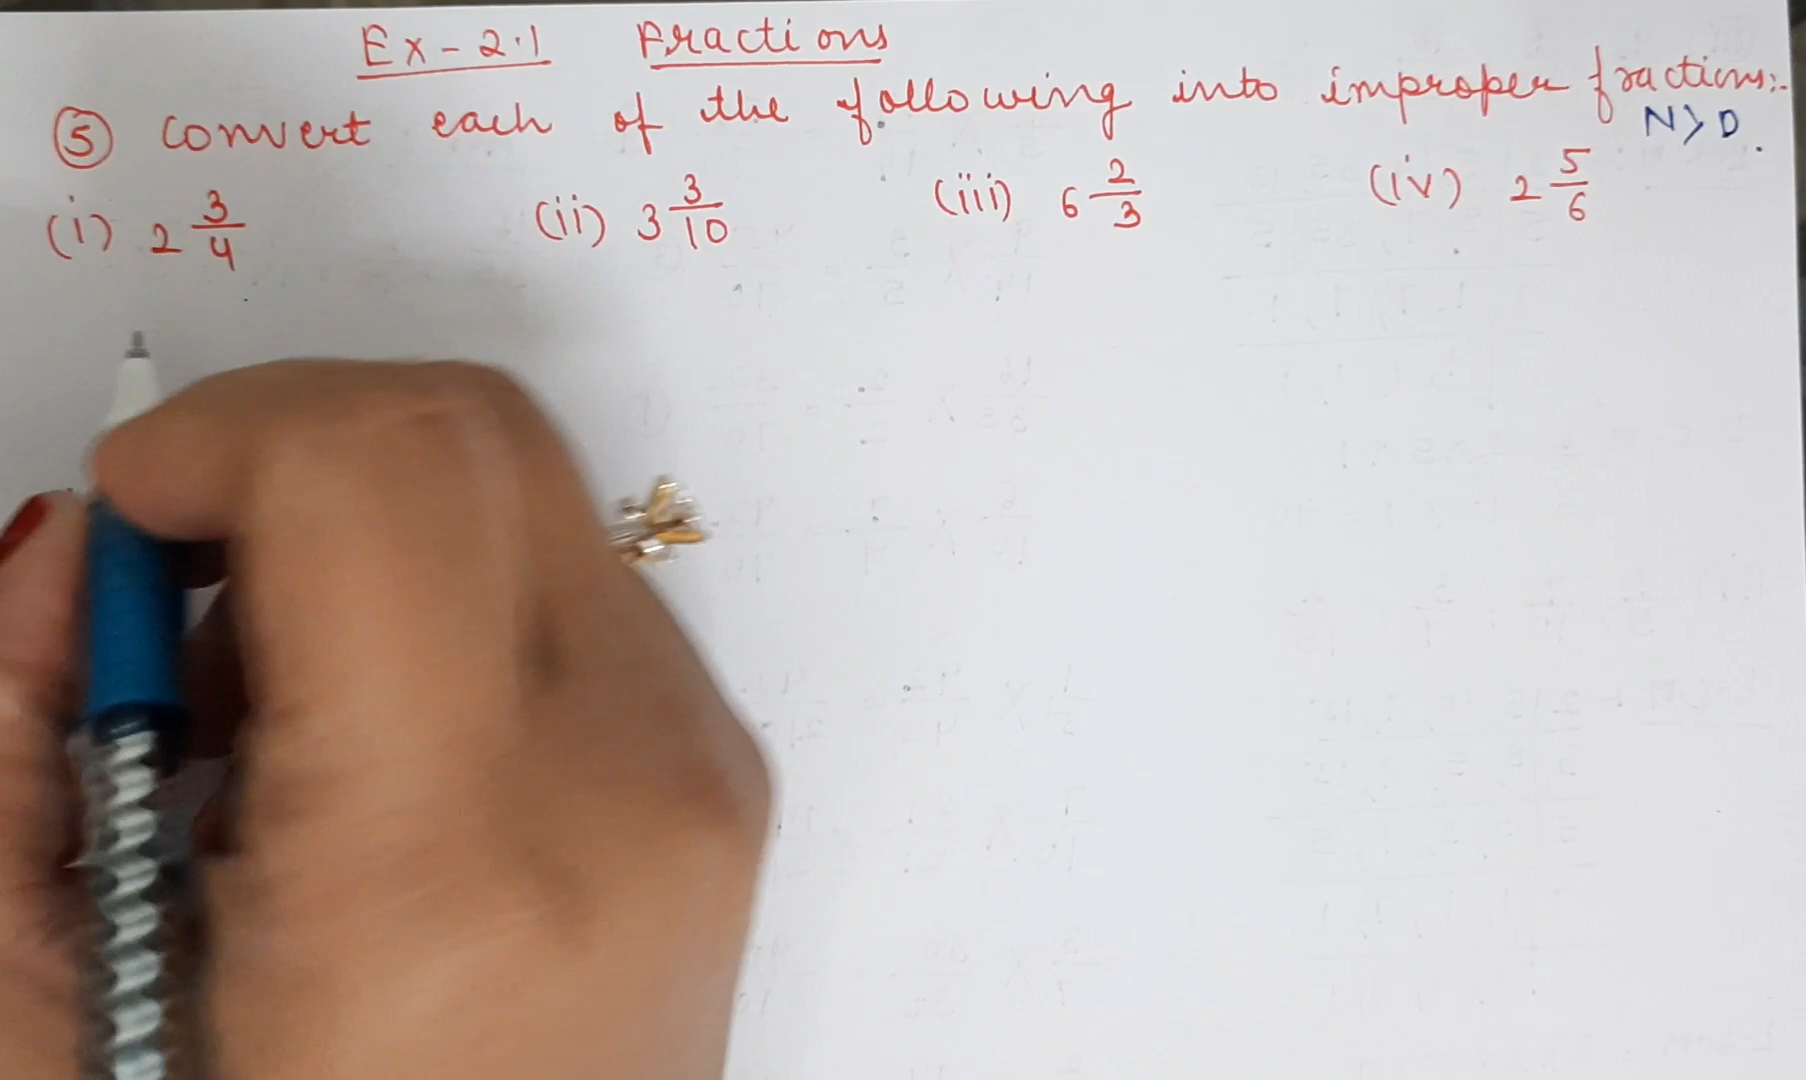 Ex-2.1 Fractions
⑤ convert each of the following into improper fractions:-
N>D.
(i) 2 3/4 (ii) 3 3/10 (iii) 6 2/3 (iv) 2 5/6